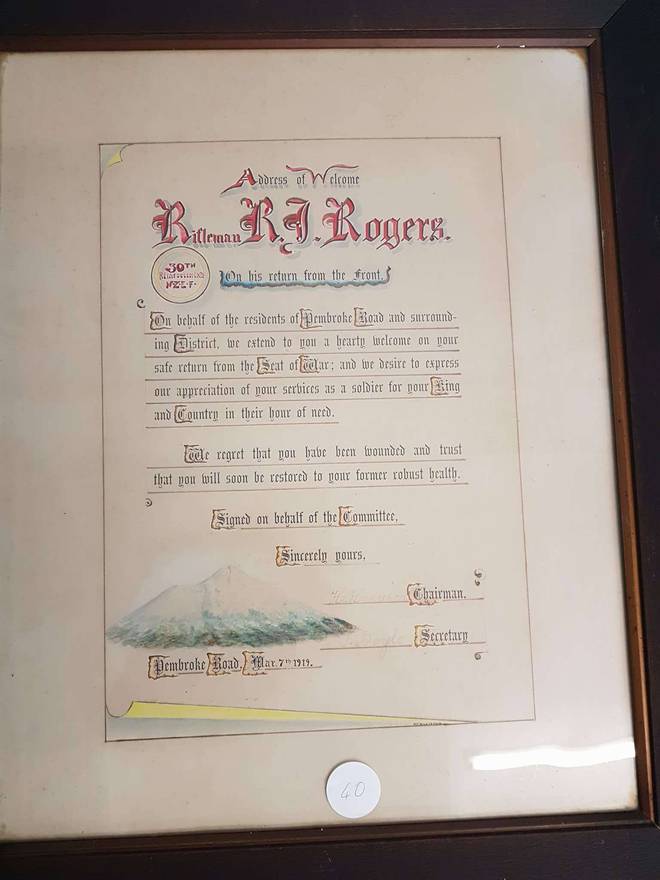 Address of Welcome
Rifleman R. J. Rogers.
30TH
Reinforcements
N.Z.E.F.
On his return from the Front.
On behalf of the residents of Pembroke Road and surround-
ing District, we extend to you a hearty welcome on your
safe return from the Seat of War; and we desire to express
our appreciation of your services as a soldier for your King
and Country in their hour of need.
We regret that you have been wounded and trust
that you will soon be restored to your former robust health.
Signed on behalf of the Committee,
Sincerely yours,
Chairman.
Secretary
Pembroke Road, Mar. 7th 1919.
40